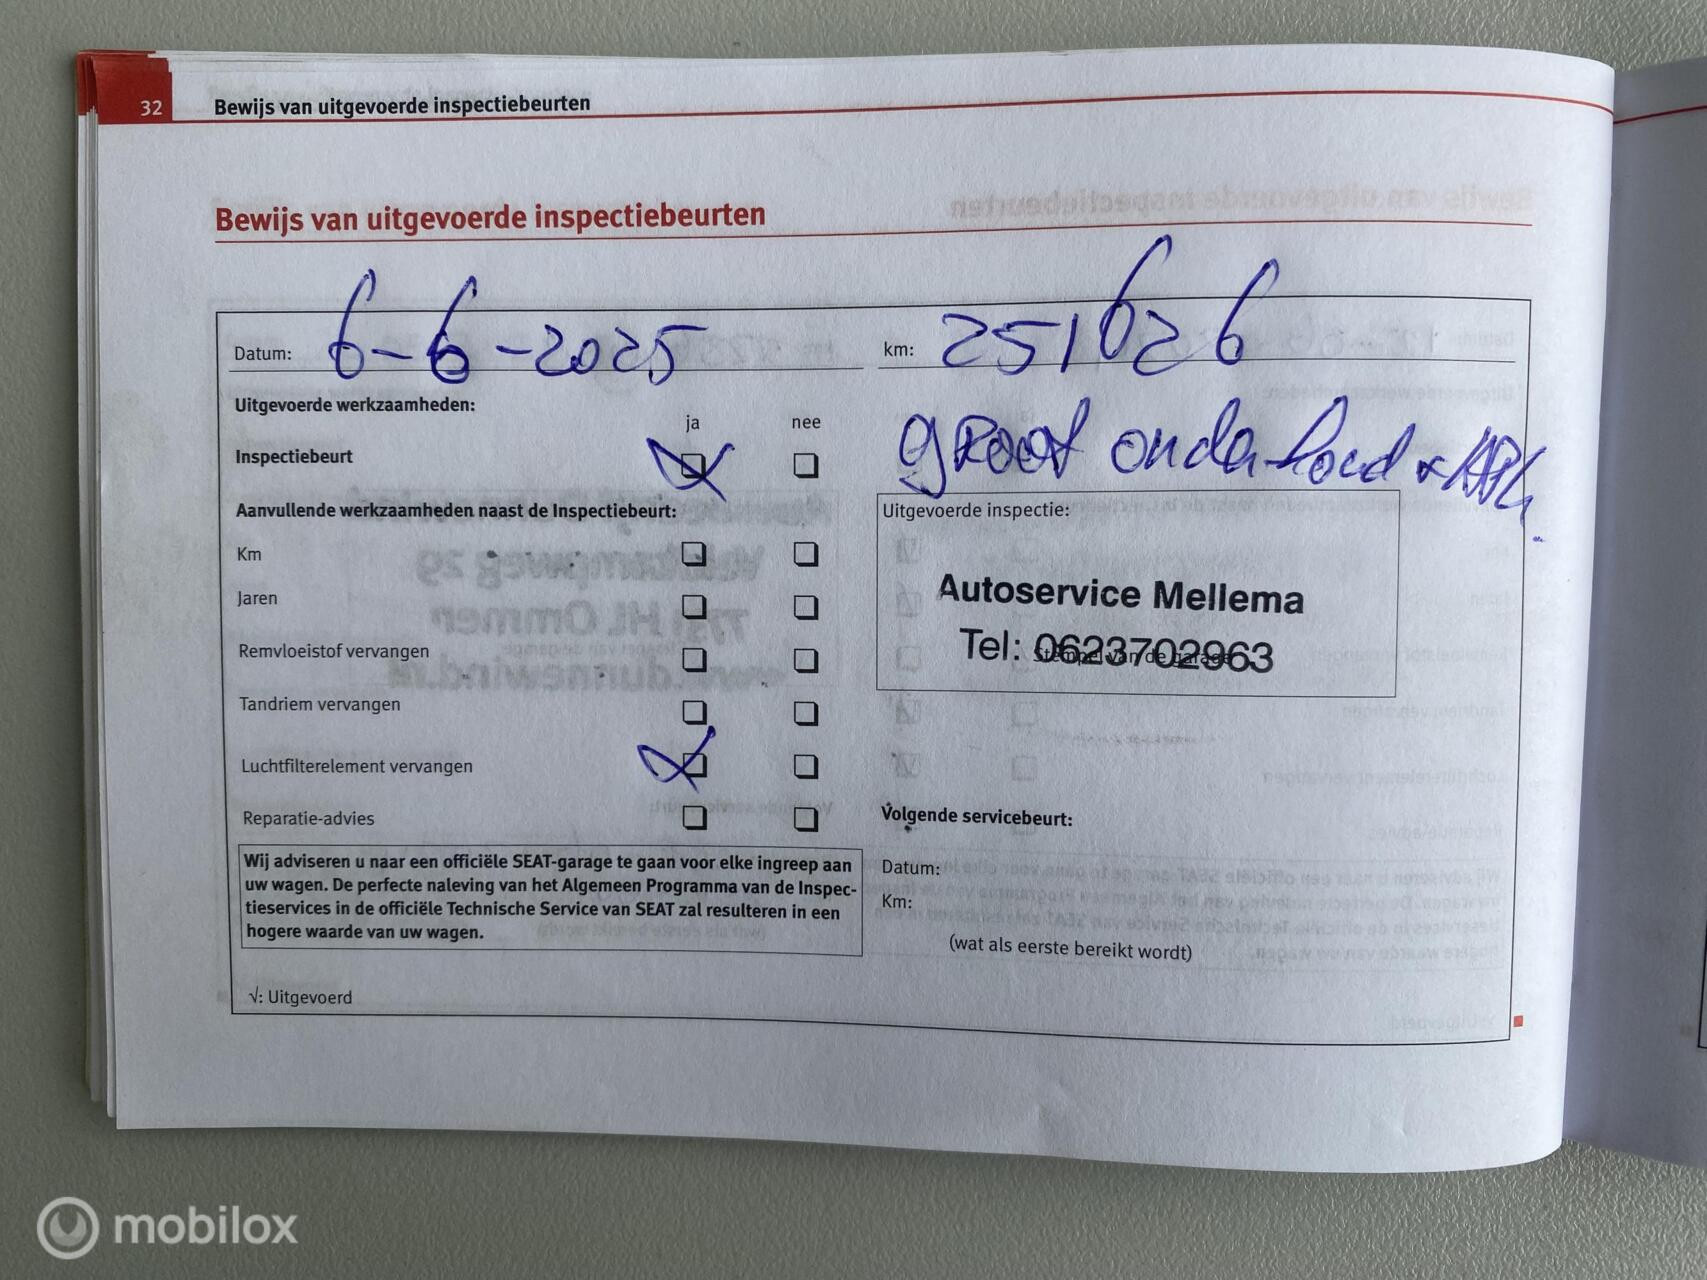 32 Bewijs van uitgevoerde inspectiebeurten
Bewijs van uitgevoerde inspectiebeurten
Datum: 6-6-2025 km: 251026
Uitgevoerde werkzaamheden:
ja nee
groot onderhoud + APK
Inspectiebeurt
Aanvullende werkzaamheden naast de Inspectiebeurt:
Km
Jaren
Remvloeistof vervangen
Tandriem vervangen
Luchtfilterelement vervangen
Reparatie-advies
Wij adviseren u naar een officiële SEAT-garage te gaan voor elke ingreep aan
uw wagen. De perfecte naleving van het Algemeen Programma van de Inspec-
tieservices in de officiële Technische Service van SEAT zal resulteren in een
hogere waarde van uw wagen.
√: Uitgevoerd
Uitgevoerde inspectie:
Autoservice Mellema
Tel: 0623702963
Stempel van de garage
Volgende servicebeurt:
Datum:
Km:
(wat als eerste bereikt wordt)
mobilox